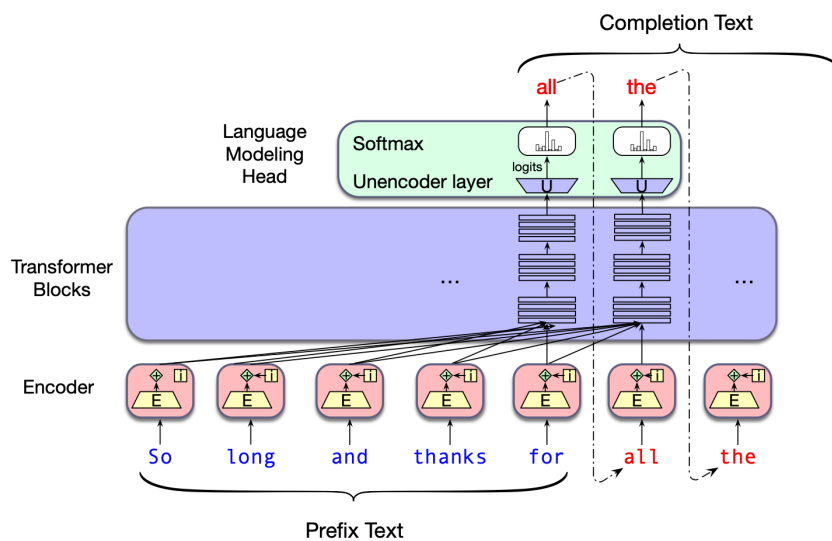 Completion Text
all the
Language
Modeling
Head
Softmax
logits
Unencoder layer
U U
Transformer
Blocks
... ...
Encoder
i i i i i i i
E E E E E E E
So long and thanks for all the
Prefix Text